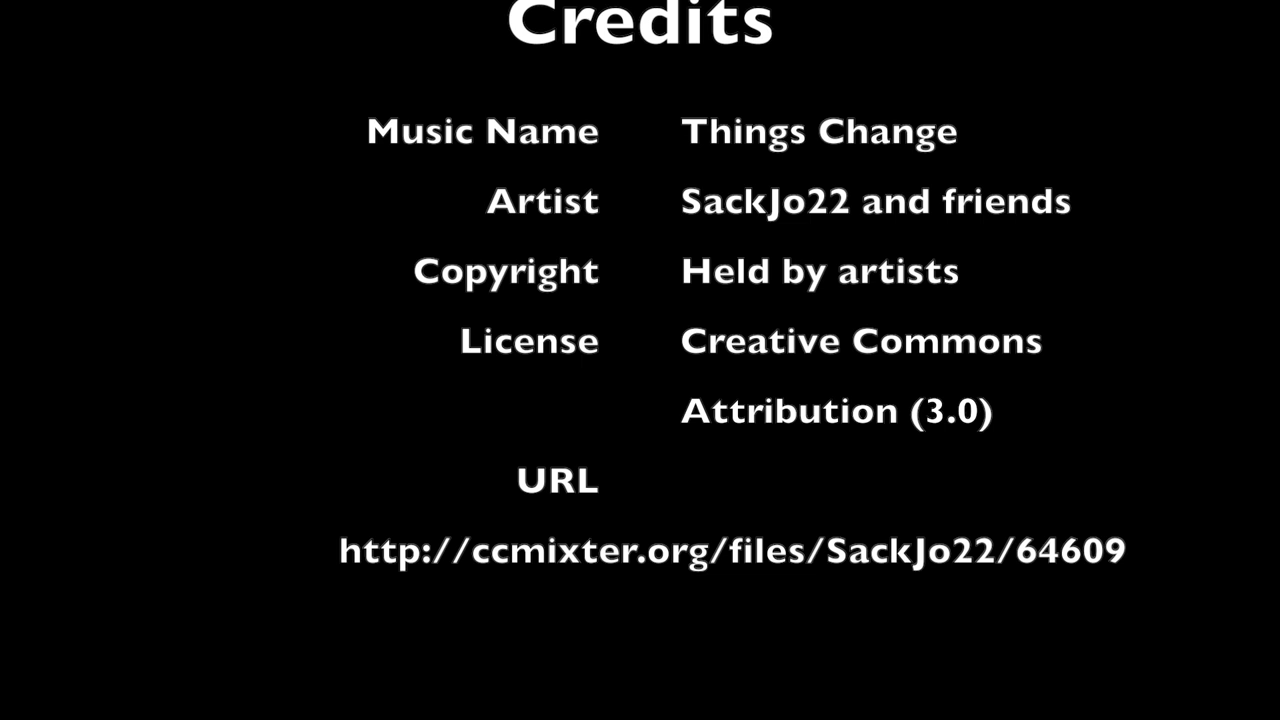 Credits
Music Name Things Change
Artist SackJo22 and friends
Copyright Held by artists
License Creative Commons
Attribution (3.0)
URL
http://ccmixter.org/files/SackJo22/64609